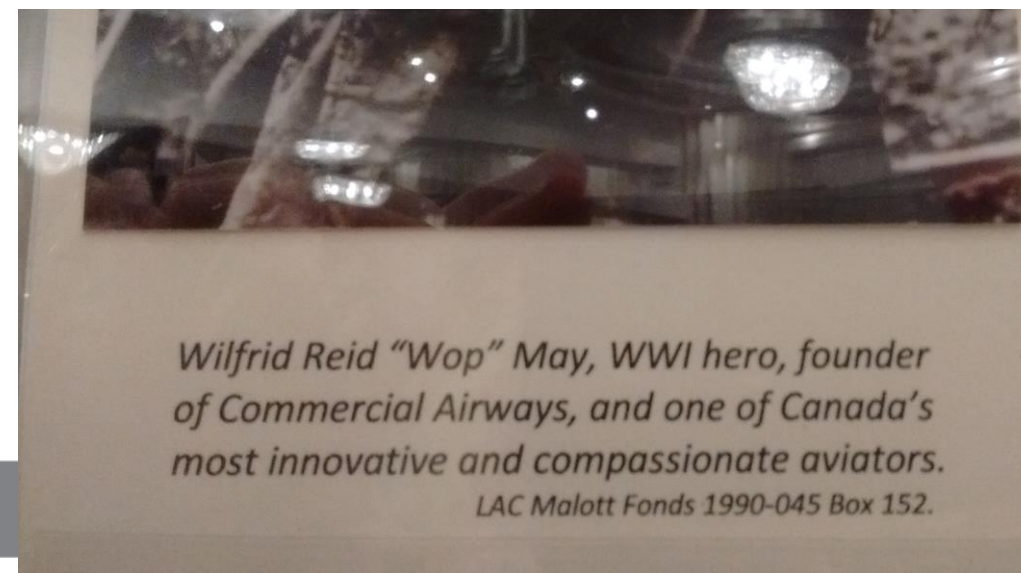 Wilfrid Reid “Wop” May, WWI hero, founder
of Commercial Airways, and one of Canada’s
most innovative and compassionate aviators.
LAC Malott Fonds 1990-045 Box 152.